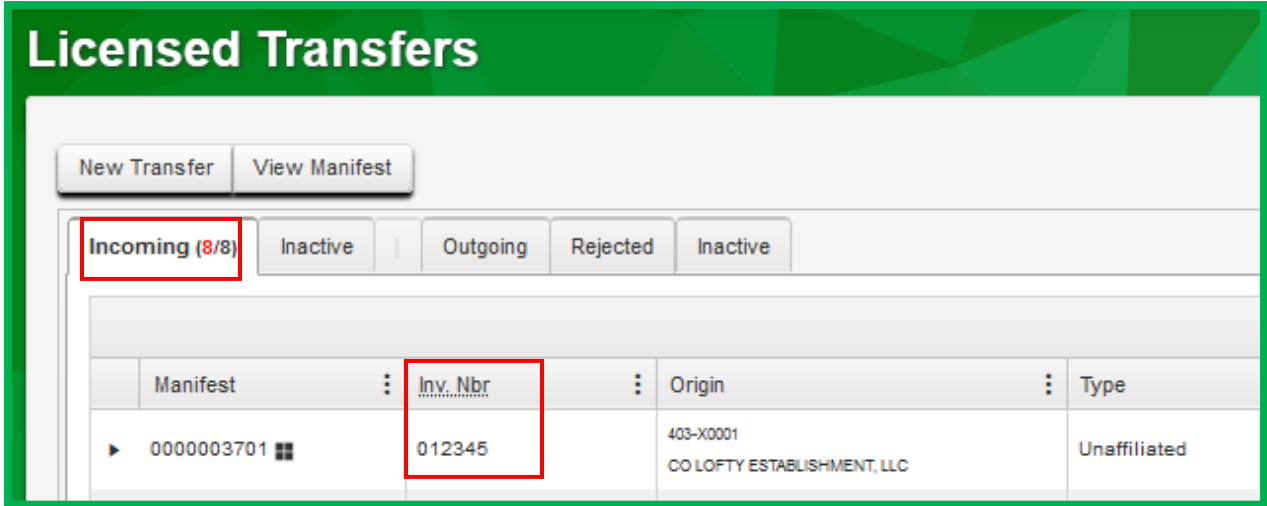 Licensed Transfers
New Transfer View Manifest
Incoming (8/8) Inactive | Outgoing Rejected Inactive
Manifest Inv. Nbr Origin Type
0000003701 012345 403-X0001 Unaffiliated
CO LOFTY ESTABLISHMENT, LLC